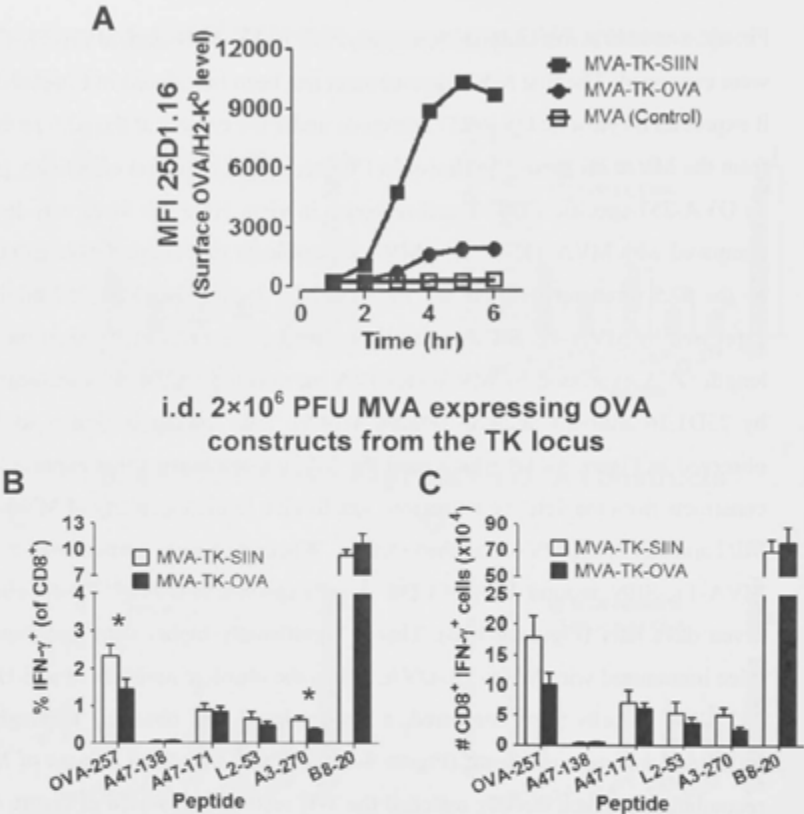 A
12000
9000
6000
3000
0
MFI 25D1.16
(Surface OVA/H2-Kᵇ level)
0 2 4 6
Time (hr)
MVA-TK-SIIN
MVA-TK-OVA
MVA (Control)
i.d. 2×10⁶ PFU MVA expressing OVA
constructs from the TK locus
B
13
10
7
4
3
2
1
0
% IFN-γ⁺ (of CD8⁺)
MVA-TK-SIIN
MVA-TK-OVA
*
*
OVA-257
A47-138
A47-171
L2-53
A3-270
B8-20
Peptide
C
90
70
50
25
20
15
10
5
0
# CD8⁺ IFN-γ⁺ cells (x10⁻⁴)
MVA-TK-SIIN
MVA-TK-OVA
OVA-257
A47-138
A47-171
L2-53
A3-270
B8-20
Peptide